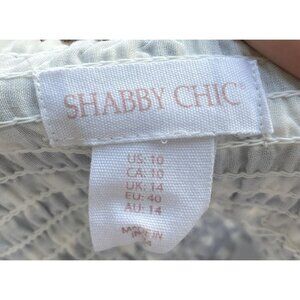 SHABBY CHIC®
US: 10
CA: 10
UK: 14
EU: 40
AU: 14
MADE IN